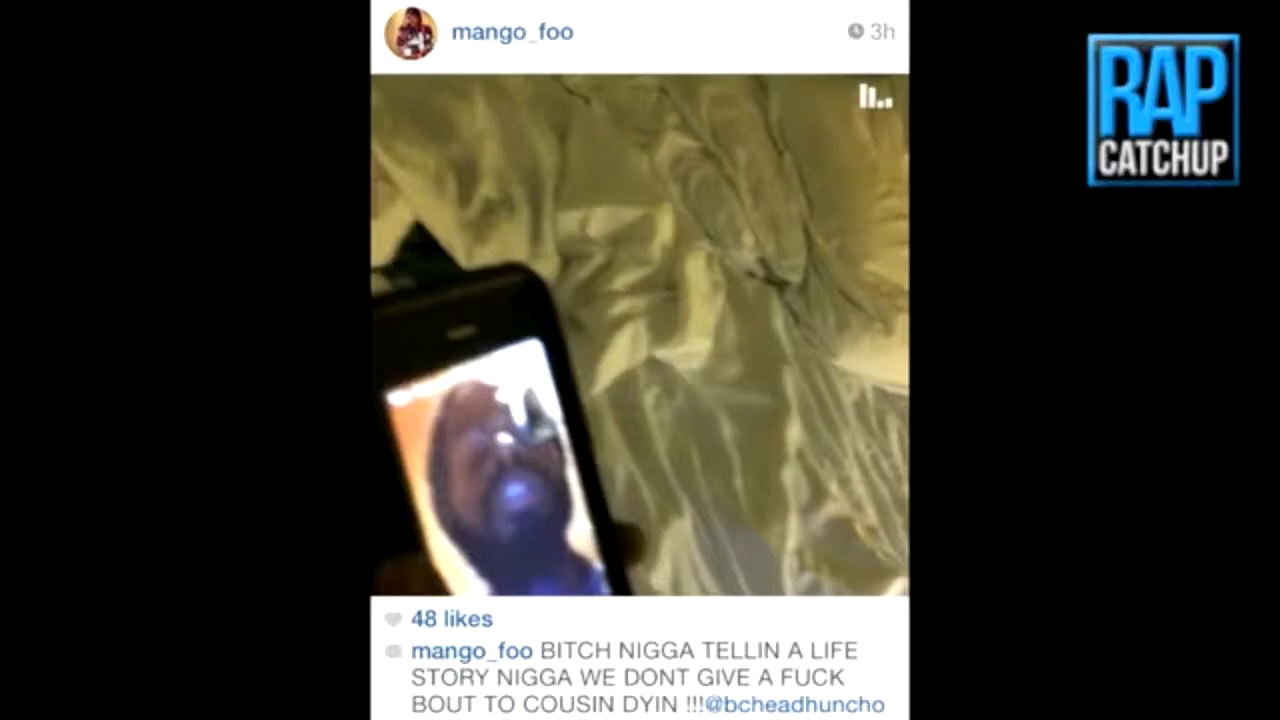 mango_foo
3h
RAP
CATCHUP
48 likes
mango_foo BITCH NIGGA TELLIN A LIFE
STORY NIGGA WE DONT GIVE A FUCK
BOUT TO COUSIN DYIN !!!@bcheadhuncho